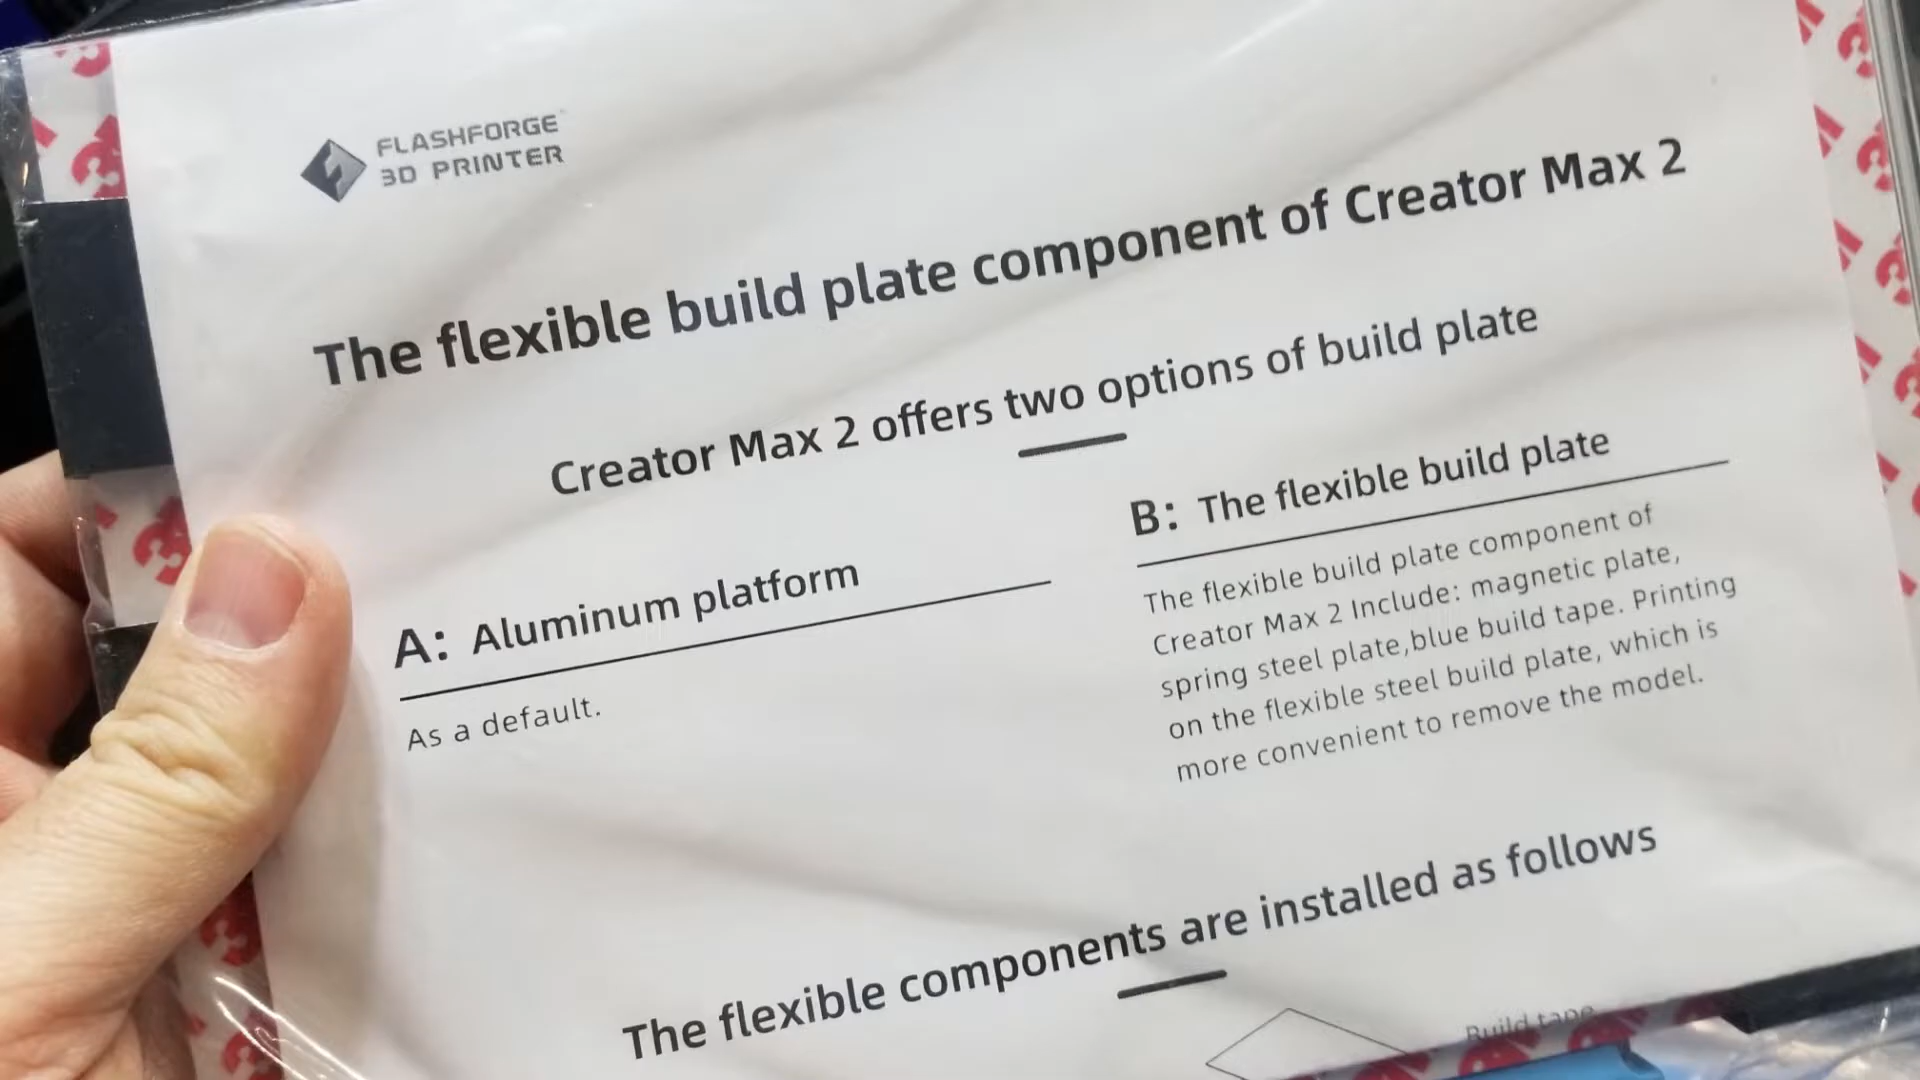 FLASHFORGE
3D PRINTER
The flexible build plate component of Creator Max 2
Creator Max 2 offers two options of build plate
A: Aluminum platform
As a default.
B: The flexible build plate
The flexible build plate component of
Creator Max 2 Include: magnetic plate,
spring steel plate,blue build tape. Printing
on the flexible steel build plate, which is
more convenient to remove the model.
The flexible components are installed as follows
Build tape